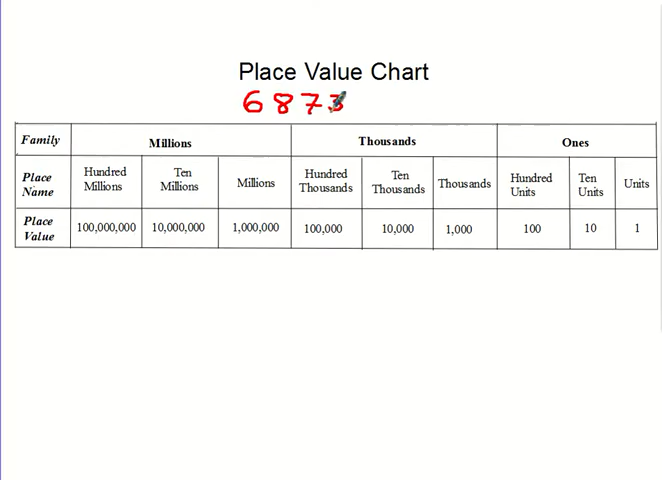 Place Value Chart
6873
Family Millions Thousands Ones
Place Name Hundred Millions Ten Millions Millions Hundred Thousands Ten Thousands Thousands Hundred Units Ten Units Units
Place Value 100,000,000 10,000,000 1,000,000 100,000 10,000 1,000 100 10 1